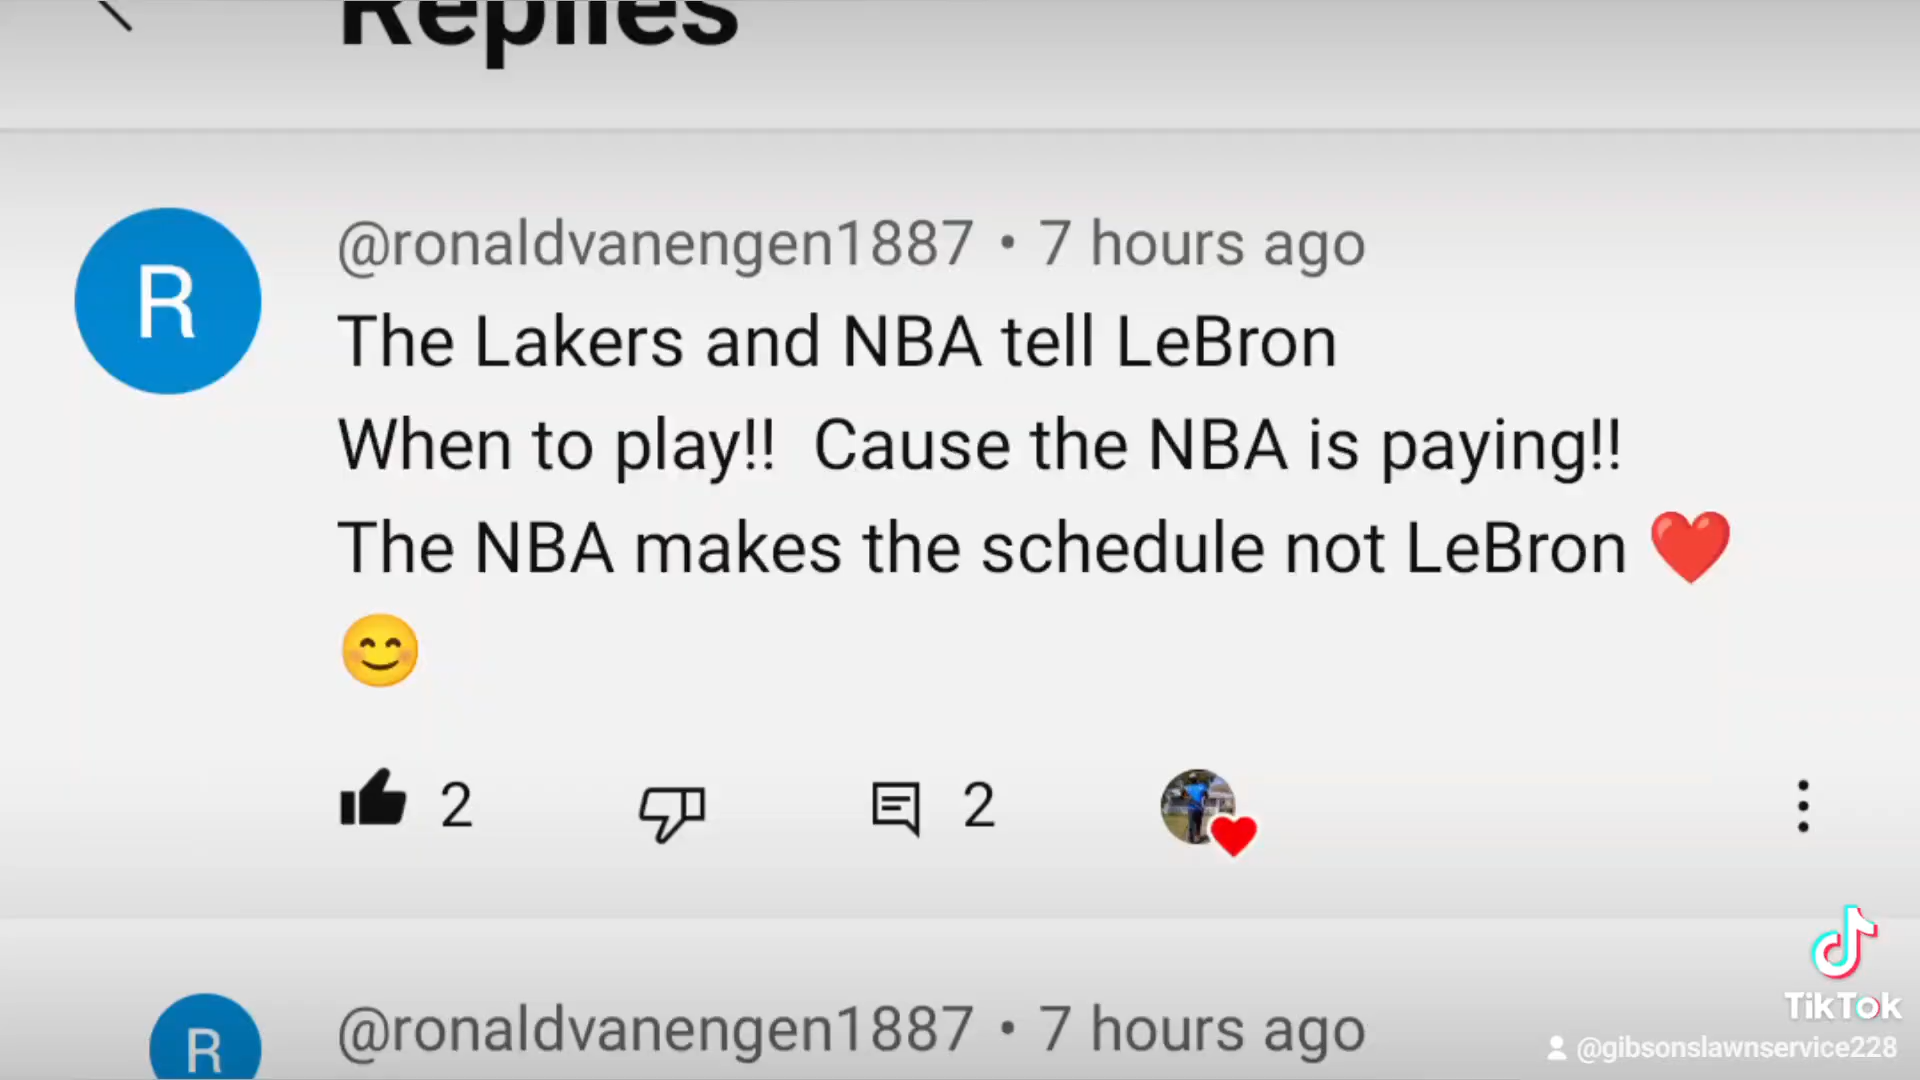 Replies
R
@ronaldvanengen1887 • 7 hours ago
The Lakers and NBA tell LeBron
When to play!!  Cause the NBA is paying!!
The NBA makes the schedule not LeBron ❤️
😊
2
2
R
@ronaldvanengen1887 • 7 hours ago
TikTok
@gibsonslawnservice228